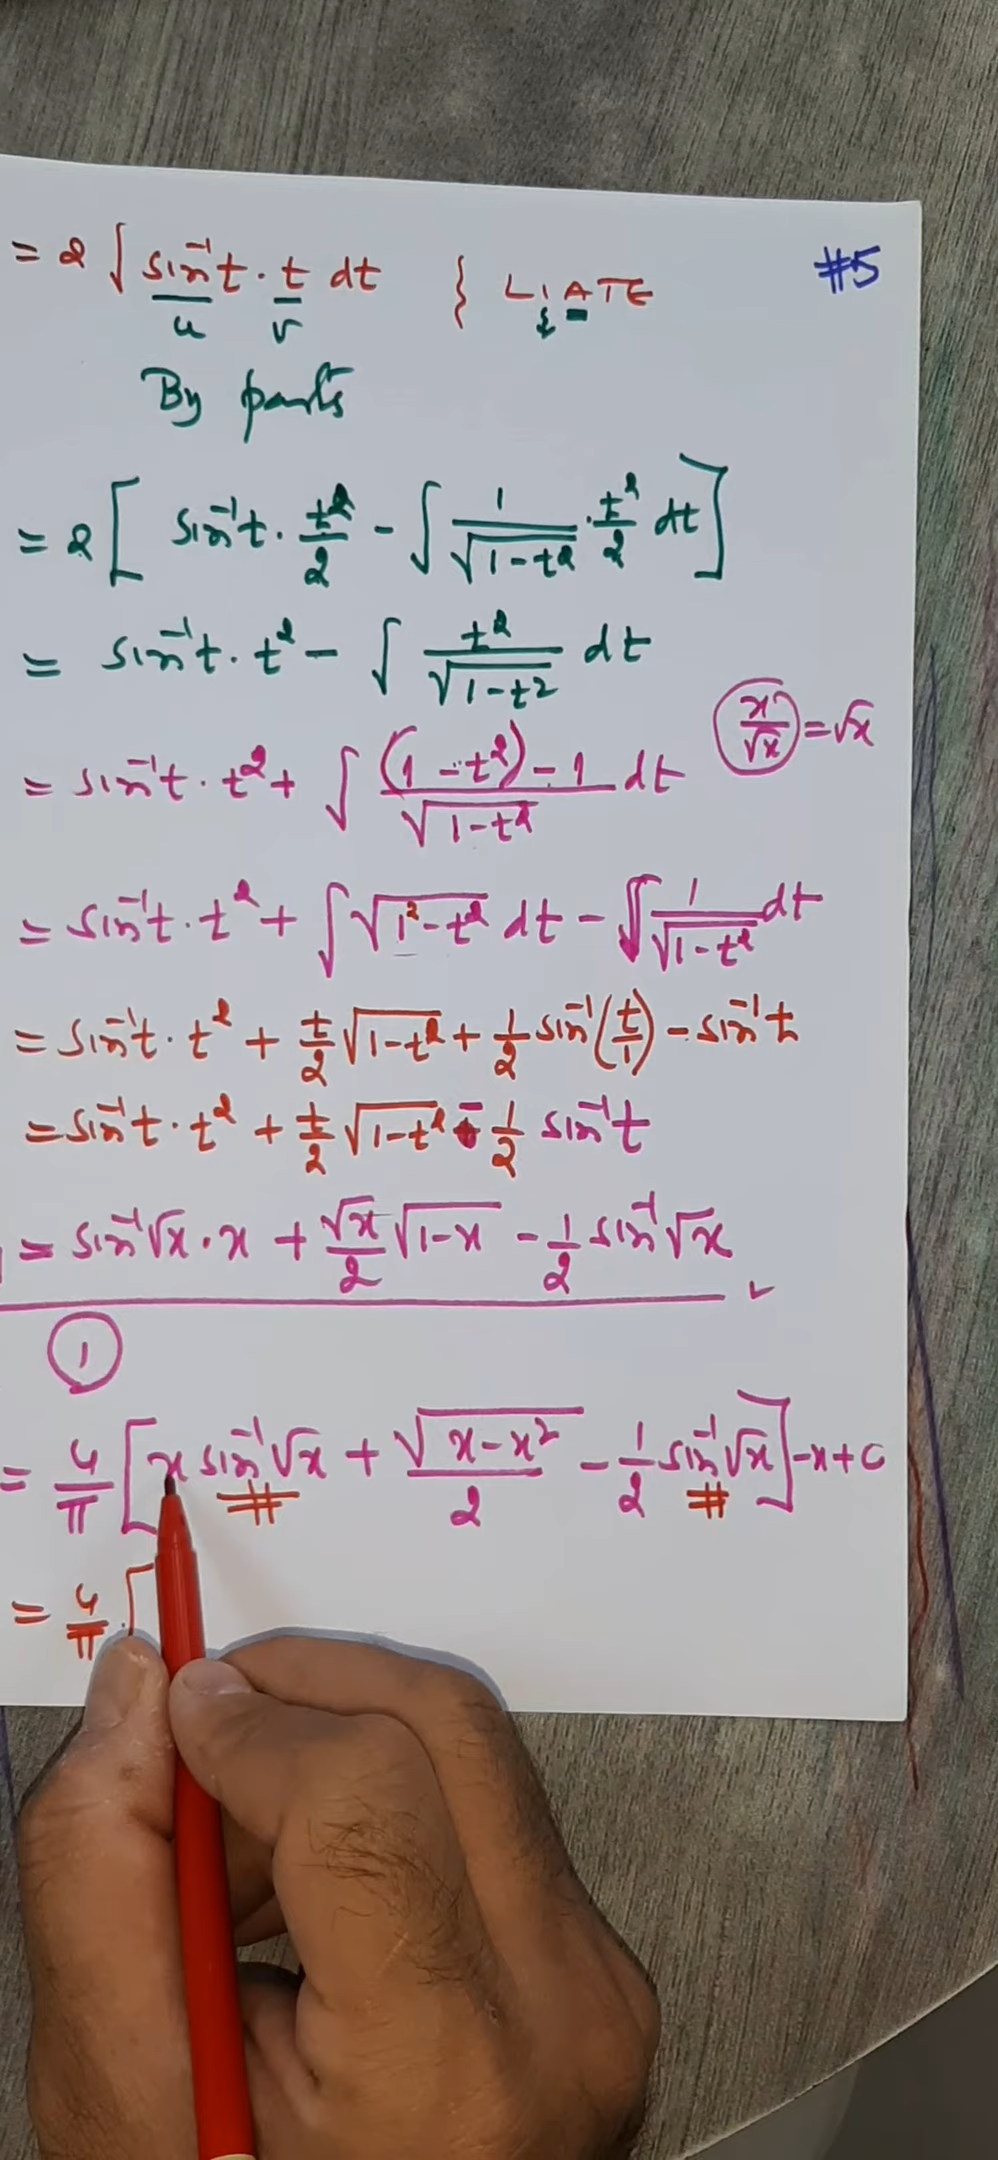 = 2 ∫ sin⁻¹t · t dt } LIATE #5
u v
By parts
= 2 [ sin⁻¹t · t²/2 - ∫ 1/√(1-t²) · t²/2 dt ]
= sin⁻¹t · t² - ∫ t²/√(1-t²) dt
x/√x = √x
= sin⁻¹t · t² + ∫ ((1-t²)-1)/√(1-t²) dt
= sin⁻¹t · t² + ∫ √(1²-t²) dt - ∫ 1/√(1-t²) dt
= sin⁻¹t · t² + t/2 √(1-t²) + 1/2 sin⁻¹(t/1) - sin⁻¹t
= sin⁻¹t · t² + t/2 √(1-t²) - 1/2 sin⁻¹t
= sin⁻¹√x · x + √x/2 √(1-x) - 1/2 sin⁻¹√x
1
= 4/π [ x sin⁻¹√x + √(x-x²)/2 - 1/2 sin⁻¹√x ] - x + c
= 4/π [